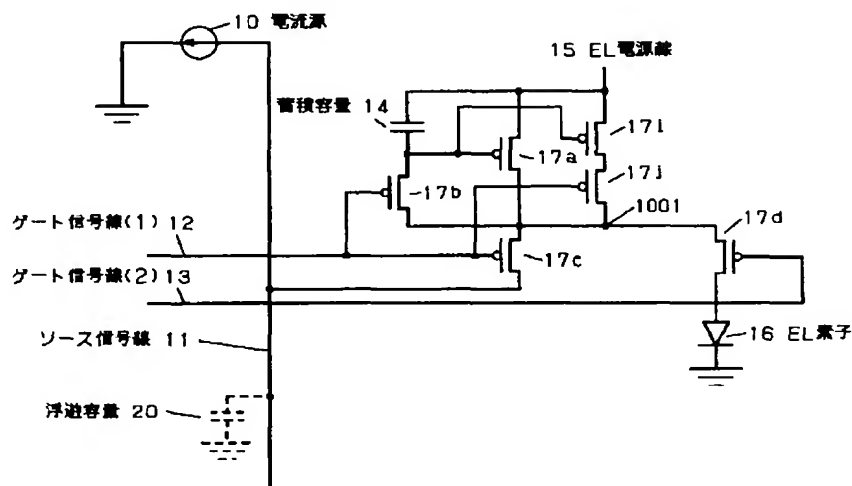 10 電流源
15 EL電源線
蓄積容量 14
17i
17a
17j
17b
1001
17d
ゲート信号線(1) 12
17c
ゲート信号線(2) 13
ソース信号線 11
16 EL素子
浮遊容量 20